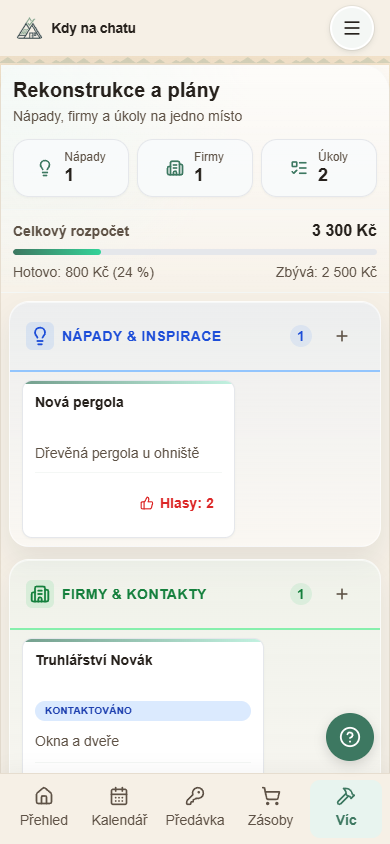 Kdy na chatu
Rekonstrukce a plány
Nápady, firmy a úkoly na jedno místo
Nápady
1
Firmy
1
Úkoly
2
Celkový rozpočet
3 300 Kč
Hotovo: 800 Kč (24 %)
Zbývá: 2 500 Kč
NÁPADY & INSPIRACE
1
Nová pergola
Dřevěná pergola u ohniště
Hlasy: 2
FIRMY & KONTAKTY
1
Truhlářství Novák
KONTAKTOVÁNO
Okna a dveře
Přehled
Kalendář
Předávka
Zásoby
Víc